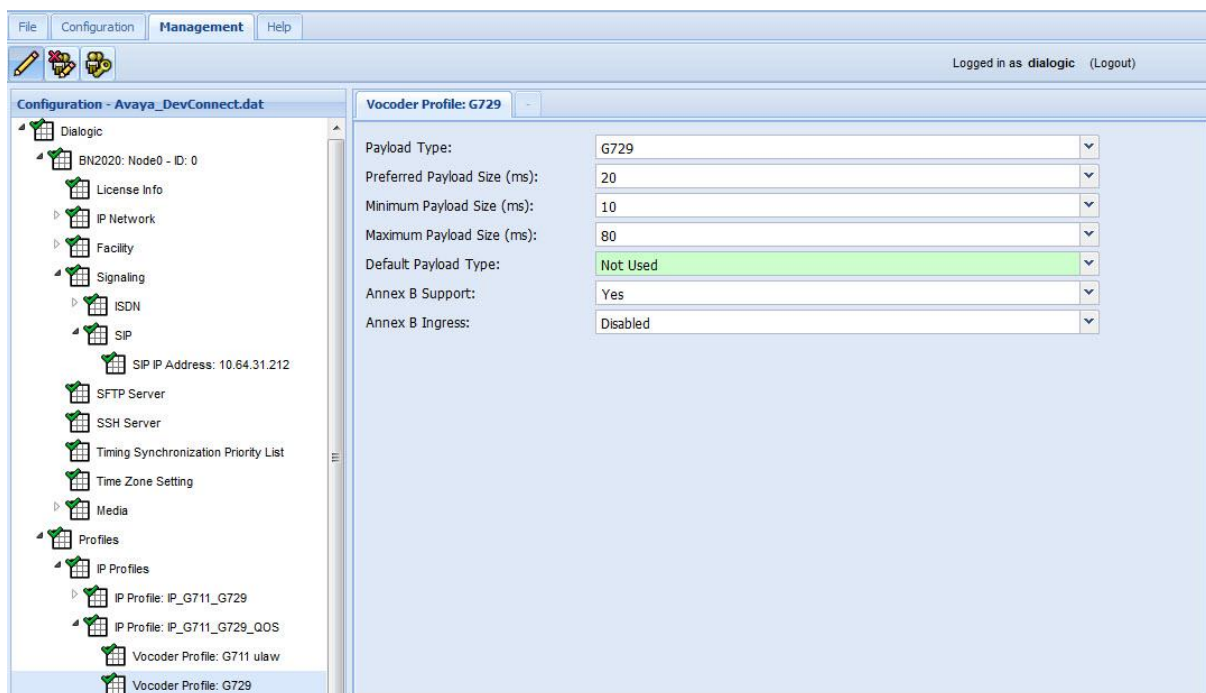 File Configuration Management Help
Logged in as dialogic (Logout)
Configuration - Avaya_DevConnect.dat
Dialogic
BN2020: Node0 - ID: 0
License Info
IP Network
Facility
Signaling
ISDN
SIP
SIP IP Address: 10.64.31.212
SFTP Server
SSH Server
Timing Synchronization Priority List
Time Zone Setting
Media
Profiles
IP Profiles
IP Profile: IP_G711_G729
IP Profile: IP_G711_G729_QOS
Vocoder Profile: G711 ulaw
Vocoder Profile: G729
Vocoder Profile: G729 -
Payload Type: G729
Preferred Payload Size (ms): 20
Minimum Payload Size (ms): 10
Maximum Payload Size (ms): 80
Default Payload Type: Not Used
Annex B Support: Yes
Annex B Ingress: Disabled